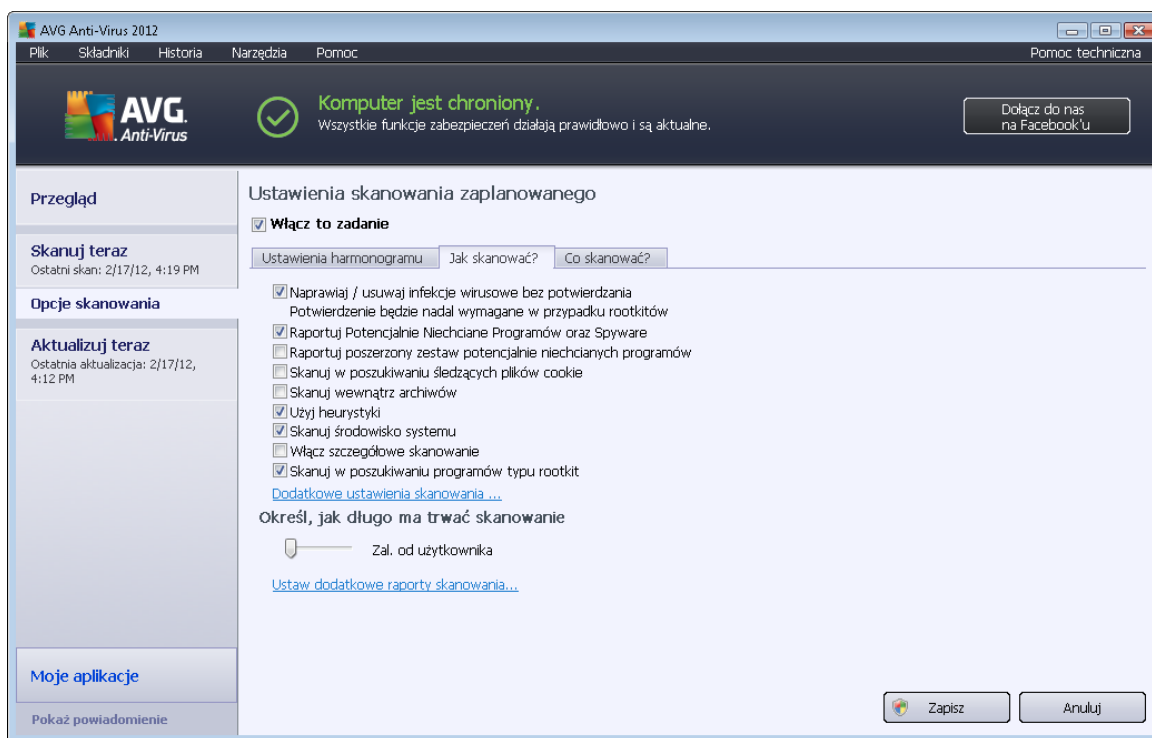 AVG Anti-Virus 2012
Plik Składniki Historia Narzędzia Pomoc Pomoc techniczna
AVG.
Anti-Virus
Komputer jest chroniony.
Wszystkie funkcje zabezpieczeń działają prawidłowo i są aktualne.
Dołącz do nas
na Facebook'u
Przegląd
Skanuj teraz
Ostatni skan: 2/17/12, 4:19 PM
Opcje skanowania
Aktualizuj teraz
Ostatnia aktualizacja: 2/17/12,
4:12 PM
Moje aplikacje
Pokaż powiadomienie
Ustawienia skanowania zaplanowanego
Włącz to zadanie
Ustawienia harmonogramu Jak skanować? Co skanować?
Naprawiaj / usuwaj infekcje wirusowe bez potwierdzania
Potwierdzenie będzie nadal wymagane w przypadku rootkitów
Raportuj Potencjalnie Niechciane Programów oraz Spyware
Raportuj poszerzony zestaw potencjalnie niechcianych programów
Skanuj w poszukiwaniu śledzących plików cookie
Skanuj wewnątrz archiwów
Użyj heurystyki
Skanuj środowisko systemu
Włącz szczegółowe skanowanie
Skanuj w poszukiwaniu programów typu rootkit
Dodatkowe ustawienia skanowania ...
Określ, jak długo ma trwać skanowanie
Zal. od użytkownika
Ustaw dodatkowe raporty skanowania...
Zapisz Anuluj